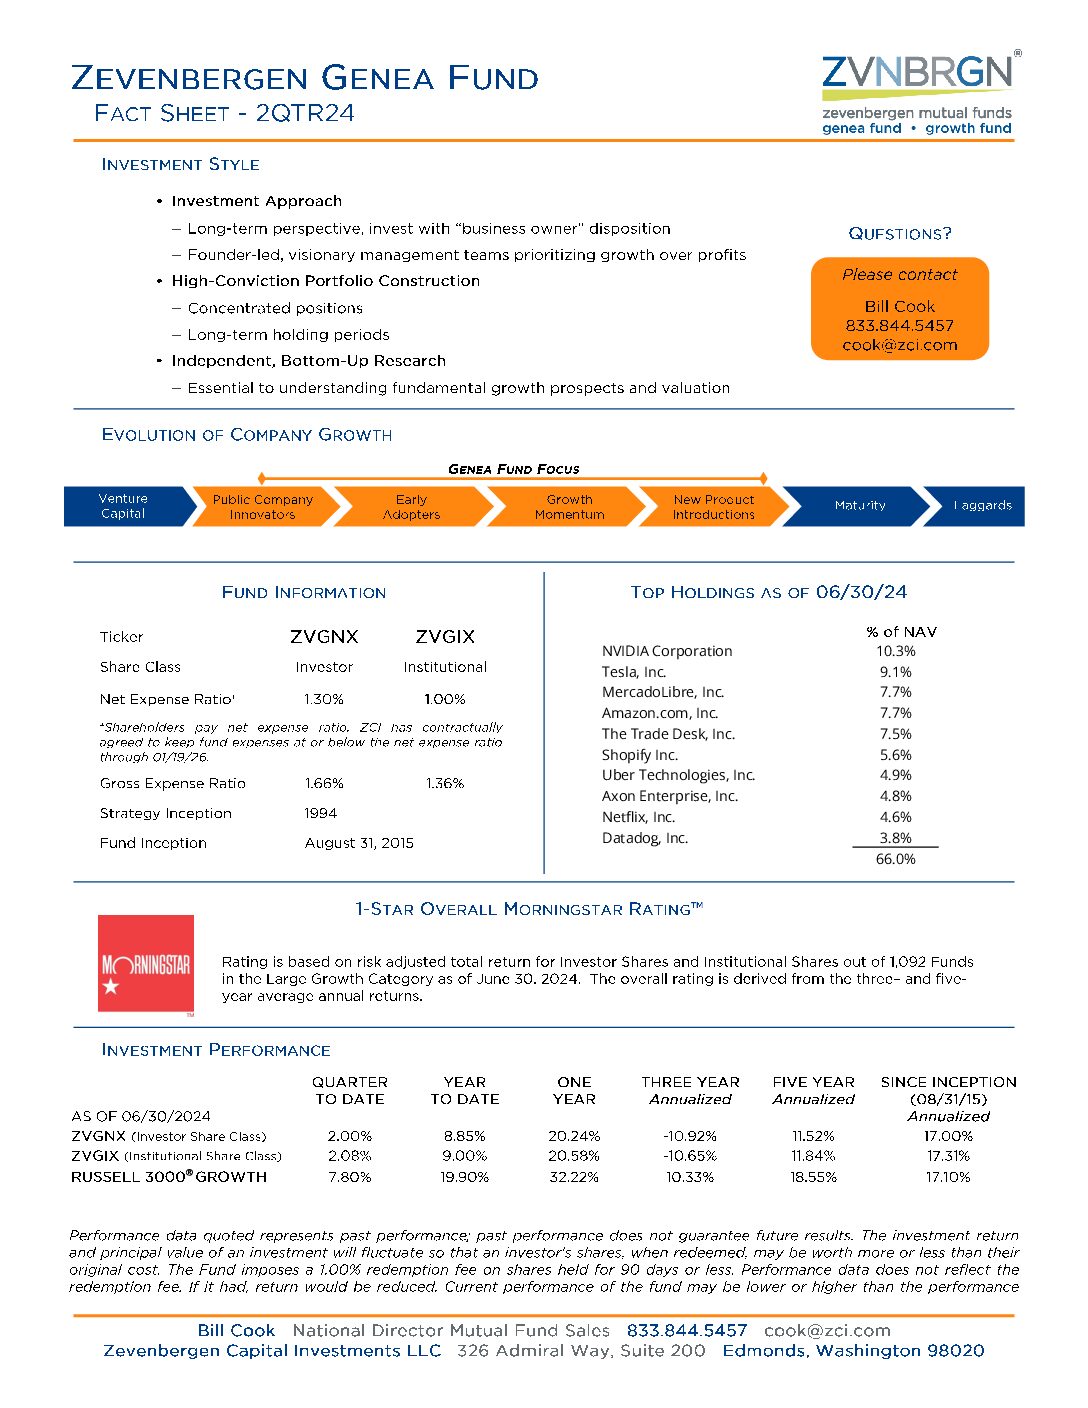 ZEVENBERGEN GENEA FUND
FACT SHEET - 2QTR24
ZVNBRGN®
zevenbergen mutual funds
genea fund • growth fund
INVESTMENT STYLE
• Investment Approach
– Long-term perspective, invest with “business owner” disposition
– Founder-led, visionary management teams prioritizing growth over profits
• High-Conviction Portfolio Construction
– Concentrated positions
– Long-term holding periods
• Independent, Bottom-Up Research
– Essential to understanding fundamental growth prospects and valuation
QUESTIONS?
Please contact
Bill Cook
833.844.5457
cook@zci.com
EVOLUTION OF COMPANY GROWTH
GENEA FUND FOCUS
Venture Capital
Public Company Innovators
Early Adopters
Growth Momentum
New Product Introductions
Maturity
Laggards
FUND INFORMATION
Ticker ZVGNX ZVGIX
Share Class Investor Institutional
Net Expense Ratio¹ 1.30% 1.00%
¹Shareholders pay net expense ratio. ZCI has contractually
agreed to keep fund expenses at or below the net expense ratio
through 01/19/26.
Gross Expense Ratio 1.66% 1.36%
Strategy Inception 1994
Fund Inception August 31, 2015
TOP HOLDINGS AS OF 06/30/24
% of NAV
NVIDIA Corporation 10.3%
Tesla, Inc. 9.1%
MercadoLibre, Inc. 7.7%
Amazon.com, Inc. 7.7%
The Trade Desk, Inc. 7.5%
Shopify Inc. 5.6%
Uber Technologies, Inc. 4.9%
Axon Enterprise, Inc. 4.8%
Netflix, Inc. 4.6%
Datadog, Inc. 3.8%
66.0%
1-STAR OVERALL MORNINGSTAR RATING™
MORNINGSTAR
TM
Rating is based on risk adjusted total return for Investor Shares and Institutional Shares out of 1,092 Funds
in the Large Growth Category as of June 30, 2024. The overall rating is derived from the three– and five-
year average annual returns.
INVESTMENT PERFORMANCE
QUARTER YEAR ONE THREE YEAR FIVE YEAR SINCE INCEPTION
TO DATE TO DATE YEAR Annualized Annualized (08/31/15)
AS OF 06/30/2024 Annualized
ZVGNX (Investor Share Class) 2.00% 8.85% 20.24% -10.92% 11.52% 17.00%
ZVGIX (Institutional Share Class) 2.08% 9.00% 20.58% -10.65% 11.84% 17.31%
RUSSELL 3000® GROWTH 7.80% 19.90% 32.22% 10.33% 18.55% 17.10%
Performance data quoted represents past performance; past performance does not guarantee future results. The investment return
and principal value of an investment will fluctuate so that an investor's shares, when redeemed, may be worth more or less than their
original cost. The Fund imposes a 1.00% redemption fee on shares held for 90 days or less. Performance data does not reflect the
redemption fee. If it had, return would be reduced. Current performance of the fund may be lower or higher than the performance
Bill Cook National Director Mutual Fund Sales 833.844.5457 cook@zci.com
Zevenbergen Capital Investments LLC 326 Admiral Way, Suite 200 Edmonds, Washington 98020